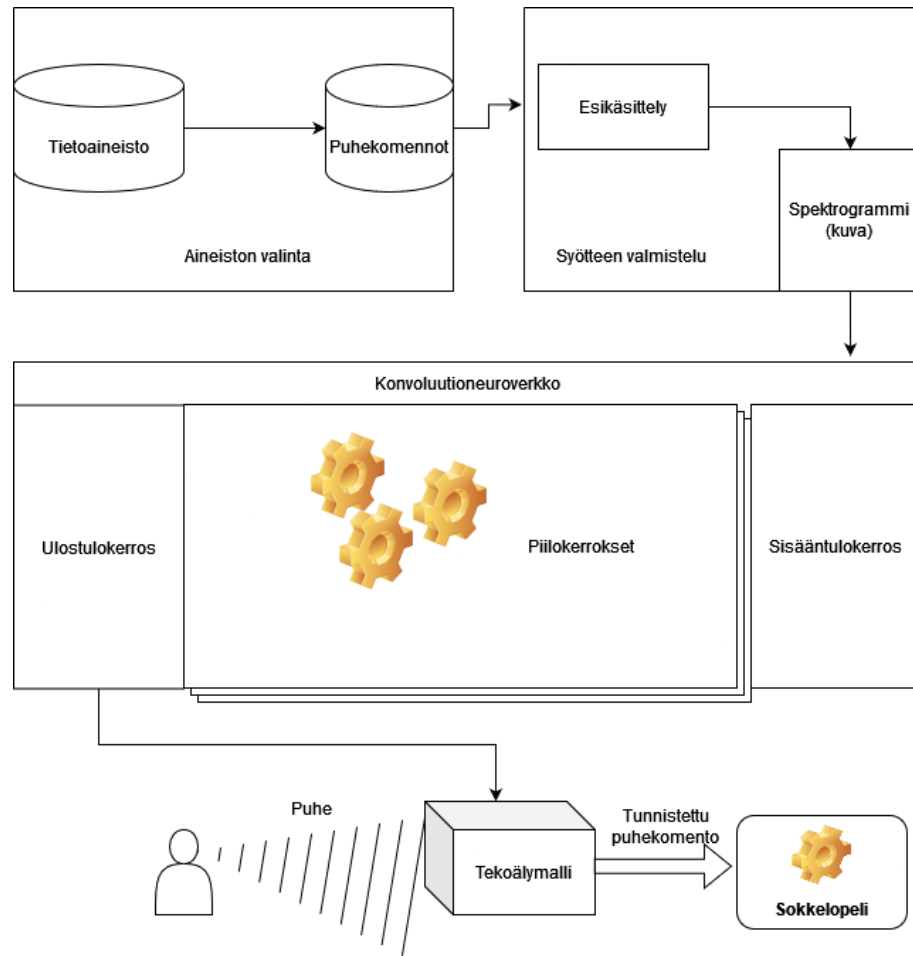 Tietoaineisto
Puhekomennot
Aineiston valinta
Esikäsittely
Spektrogrammi
(kuva)
Syötteen valmistelu
Konvoluutioneuroverkko
Ulostulokerros
Piilokerrokset
Sisääntulokerros
Puhe
Tekoälymalli
Tunnistettu
puhekomento
Sokkelopeli